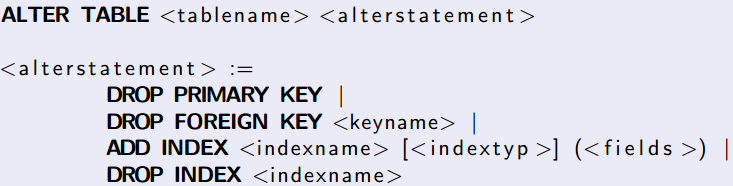 ALTER TABLE <tablename> <alterstatement>
<alterstatement> :=
DROP PRIMARY KEY |
DROP FOREIGN KEY <keyname> |
ADD INDEX <indexname> [<indextyp>] (<fields>) |
DROP INDEX <indexname>